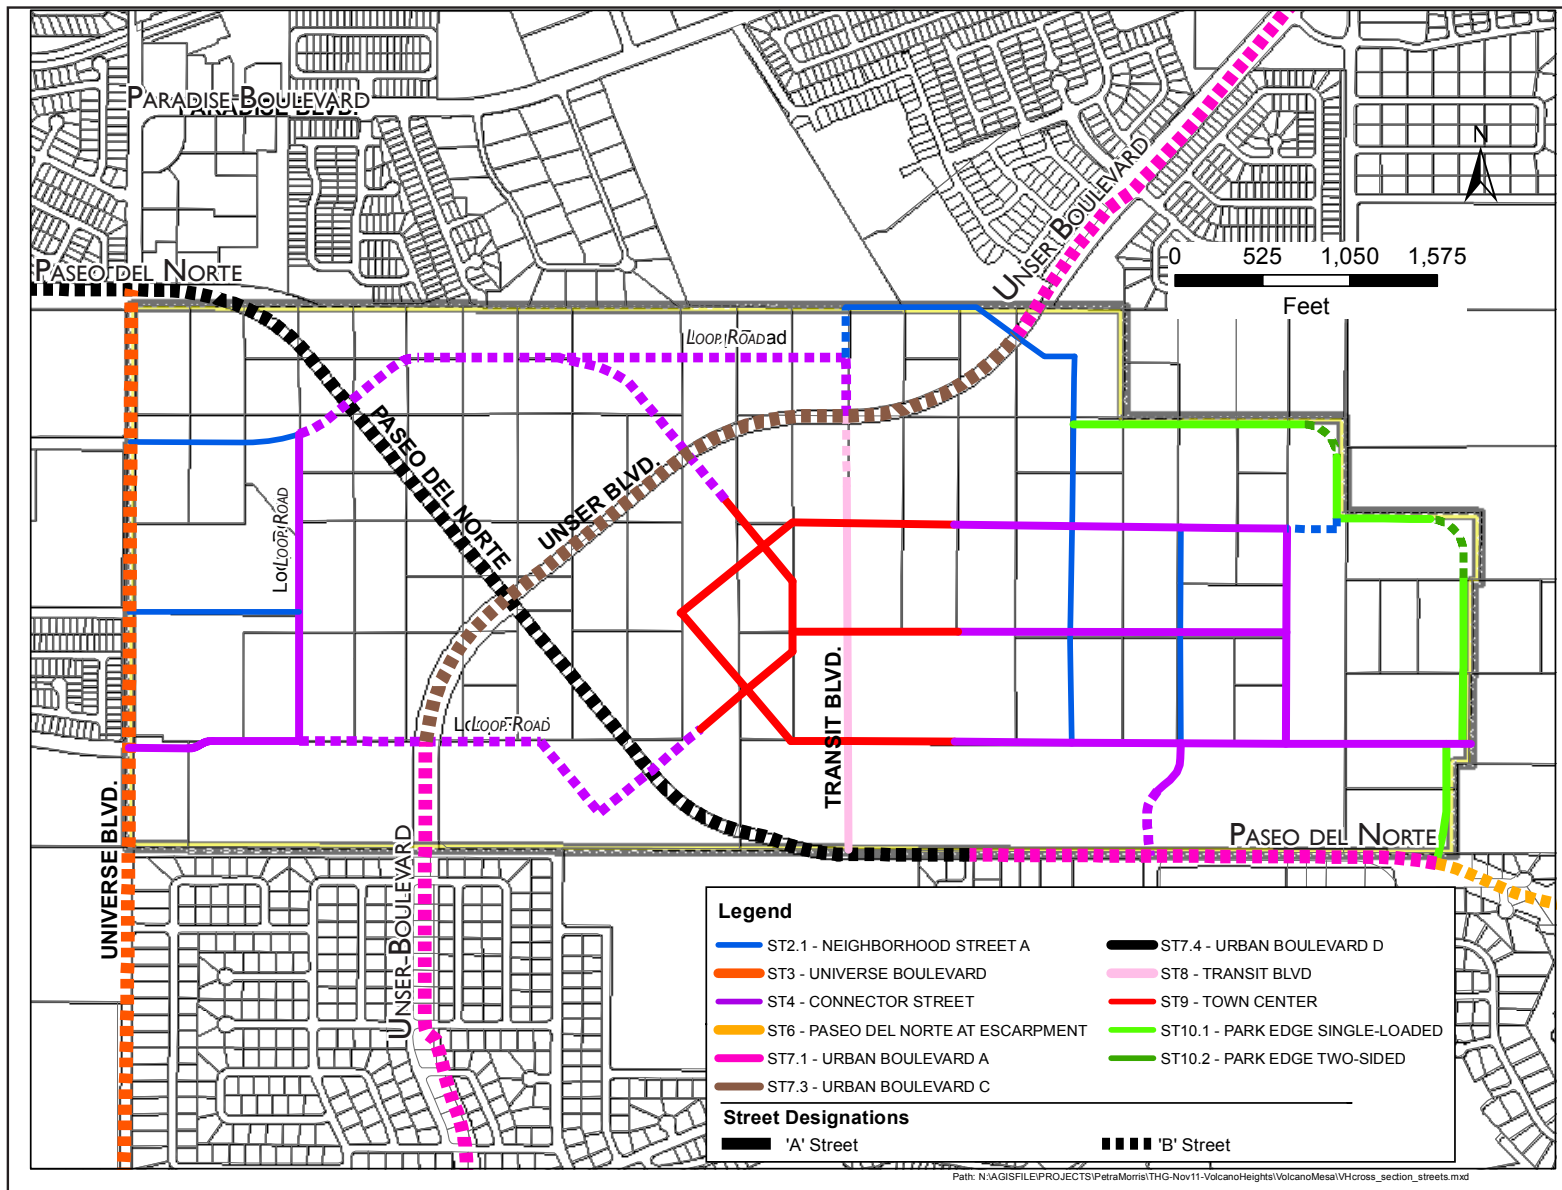 PARADISE BOULEVARD
PARADISE BLVD.
N
UNSER BOULEVARD
0 525 1,050 1,575
Feet
PASEO DEL NORTE
LOOP ROAD
PASEO DEL NORTE
UNSER BLVD.
LOOP ROAD
LOOP ROAD
TRANSIT BLVD.
UNIVERSE BLVD.
UNSER BOULEVARD
PASEO DEL NORTE
Legend
ST2.1 - NEIGHBORHOOD STREET A
ST3 - UNIVERSE BOULEVARD
ST4 - CONNECTOR STREET
ST6 - PASEO DEL NORTE AT ESCARPMENT
ST7.1 - URBAN BOULEVARD A
ST7.3 - URBAN BOULEVARD C
ST7.4 - URBAN BOULEVARD D
ST8 - TRANSIT BLVD
ST9 - TOWN CENTER
ST10.1 - PARK EDGE SINGLE-LOADED
ST10.2 - PARK EDGE TWO-SIDED
Street Designations
'A' Street
'B' Street
Path: N:\AGISFILE\PROJECTS\PetraMorris\THG-Nov11-VolcanoHeights\VolcanoMesa\VHcross_section_streets.mxd